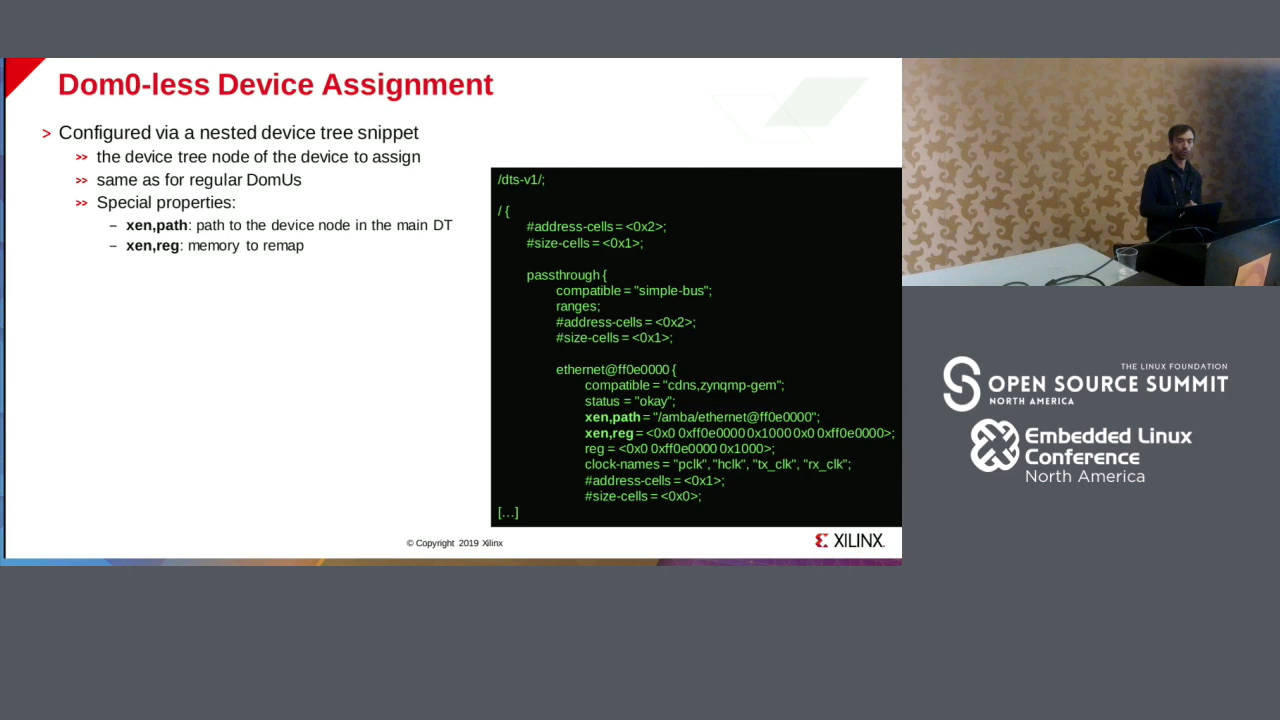 Dom0-less Device Assignment
> Configured via a nested device tree snippet
>> the device tree node of the device to assign
>> same as for regular DomUs
>> Special properties:
– xen,path: path to the device node in the main DT
– xen,reg: memory to remap
/dts-v1/;
/ {
#address-cells = <0x2>;
#size-cells = <0x1>;
passthrough {
compatible = "simple-bus";
ranges;
#address-cells = <0x2>;
#size-cells = <0x1>;
ethernet@ff0e0000 {
compatible = "cdns,zynqmp-gem";
status = "okay";
xen,path = "/amba/ethernet@ff0e0000";
xen,reg = <0x0 0xff0e0000 0x1000 0x0 0xff0e0000>;
reg = <0x0 0xff0e0000 0x1000>;
clock-names = "pclk", "hclk", "tx_clk", "rx_clk";
#address-cells = <0x1>;
#size-cells = <0x0>;
[…]
© Copyright 2019 Xilinx
XILINX.
THE LINUX FOUNDATION
OPEN SOURCE SUMMIT
NORTH AMERICA
Embedded Linux
Conference
North America